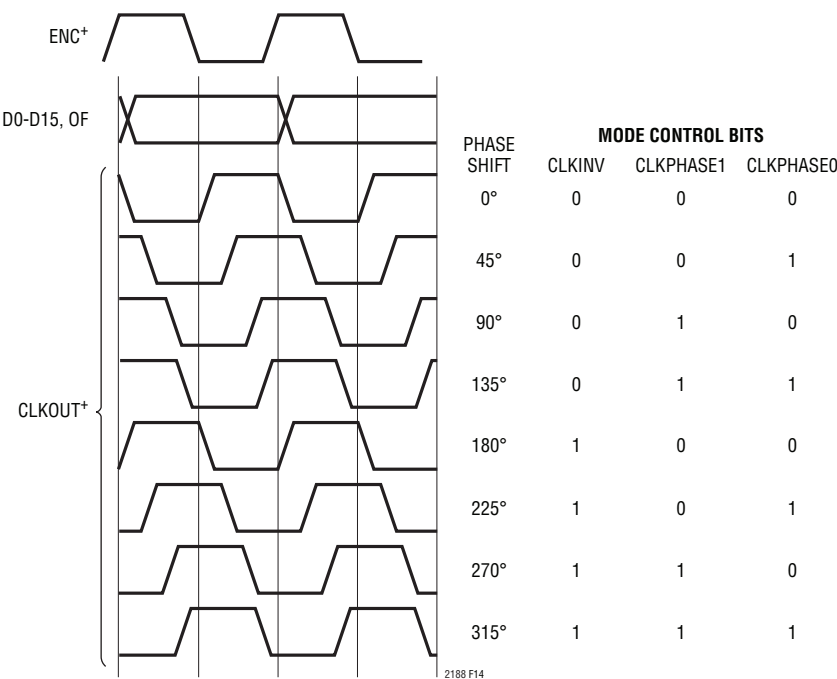 ENC+
D0-D15, OF
CLKOUT+
MODE CONTROL BITS
PHASE SHIFT CLKINV CLKPHASE1 CLKPHASE0
0° 0 0 0
45° 0 0 1
90° 0 1 0
135° 0 1 1
180° 1 0 0
225° 1 0 1
270° 1 1 0
315° 1 1 1
2188 F14